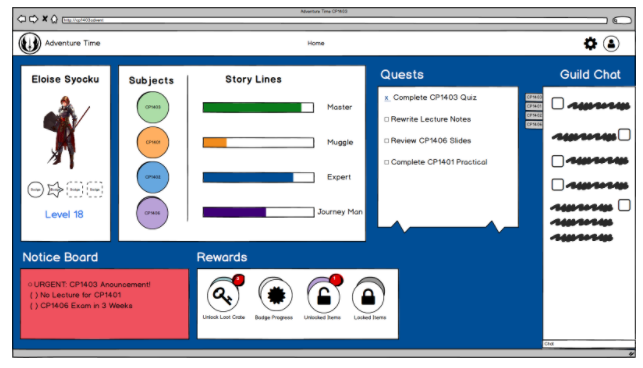 Adventure Time CP1403
http://cp1403.advent
Adventure Time
Home
Eloise Syocku
Badge
Badge
Badge
Level 18
Subjects
Story Lines
CP1403
Master
CP1401
Muggle
CP1402
Expert
CP1406
Journey Man
Quests
x Complete CP1403 Quiz
Rewrite Lecture Notes
Review CP1406 Slides
Complete CP1401 Practical
CP1403
CP1401
CP1402
CP1406
Guild Chat
Chat
Notice Board
URGENT: CP1403 Anouncement!
( ) No Lecture for CP1401
( ) CP1406 Exam in 3 Weeks
Rewards
Unlock Loot Crate
Badge Progress
Unlocked Items
Locked Items